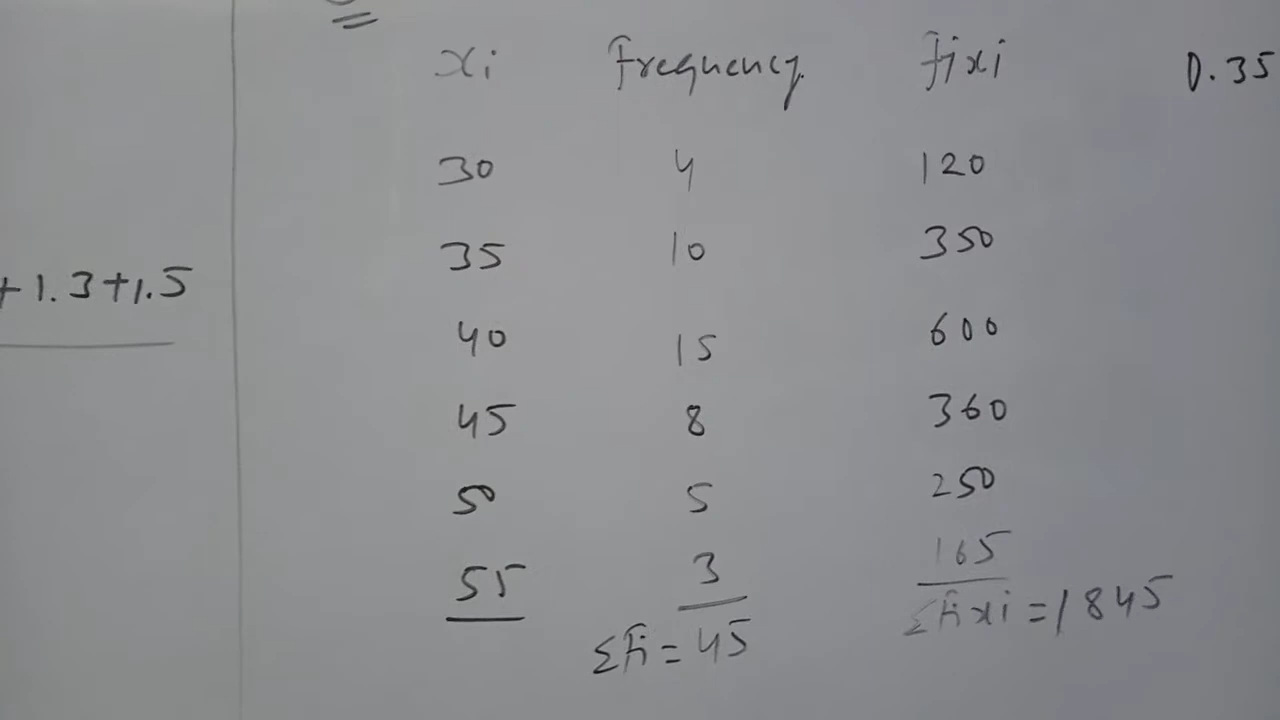 xi Frequency fixi 0.35
30 4 120
35 10 350
+ 1.3+1.5
40 15 600
45 8 360
50 5 250
55 3 165
Σfi = 45 Σfixi = 1845